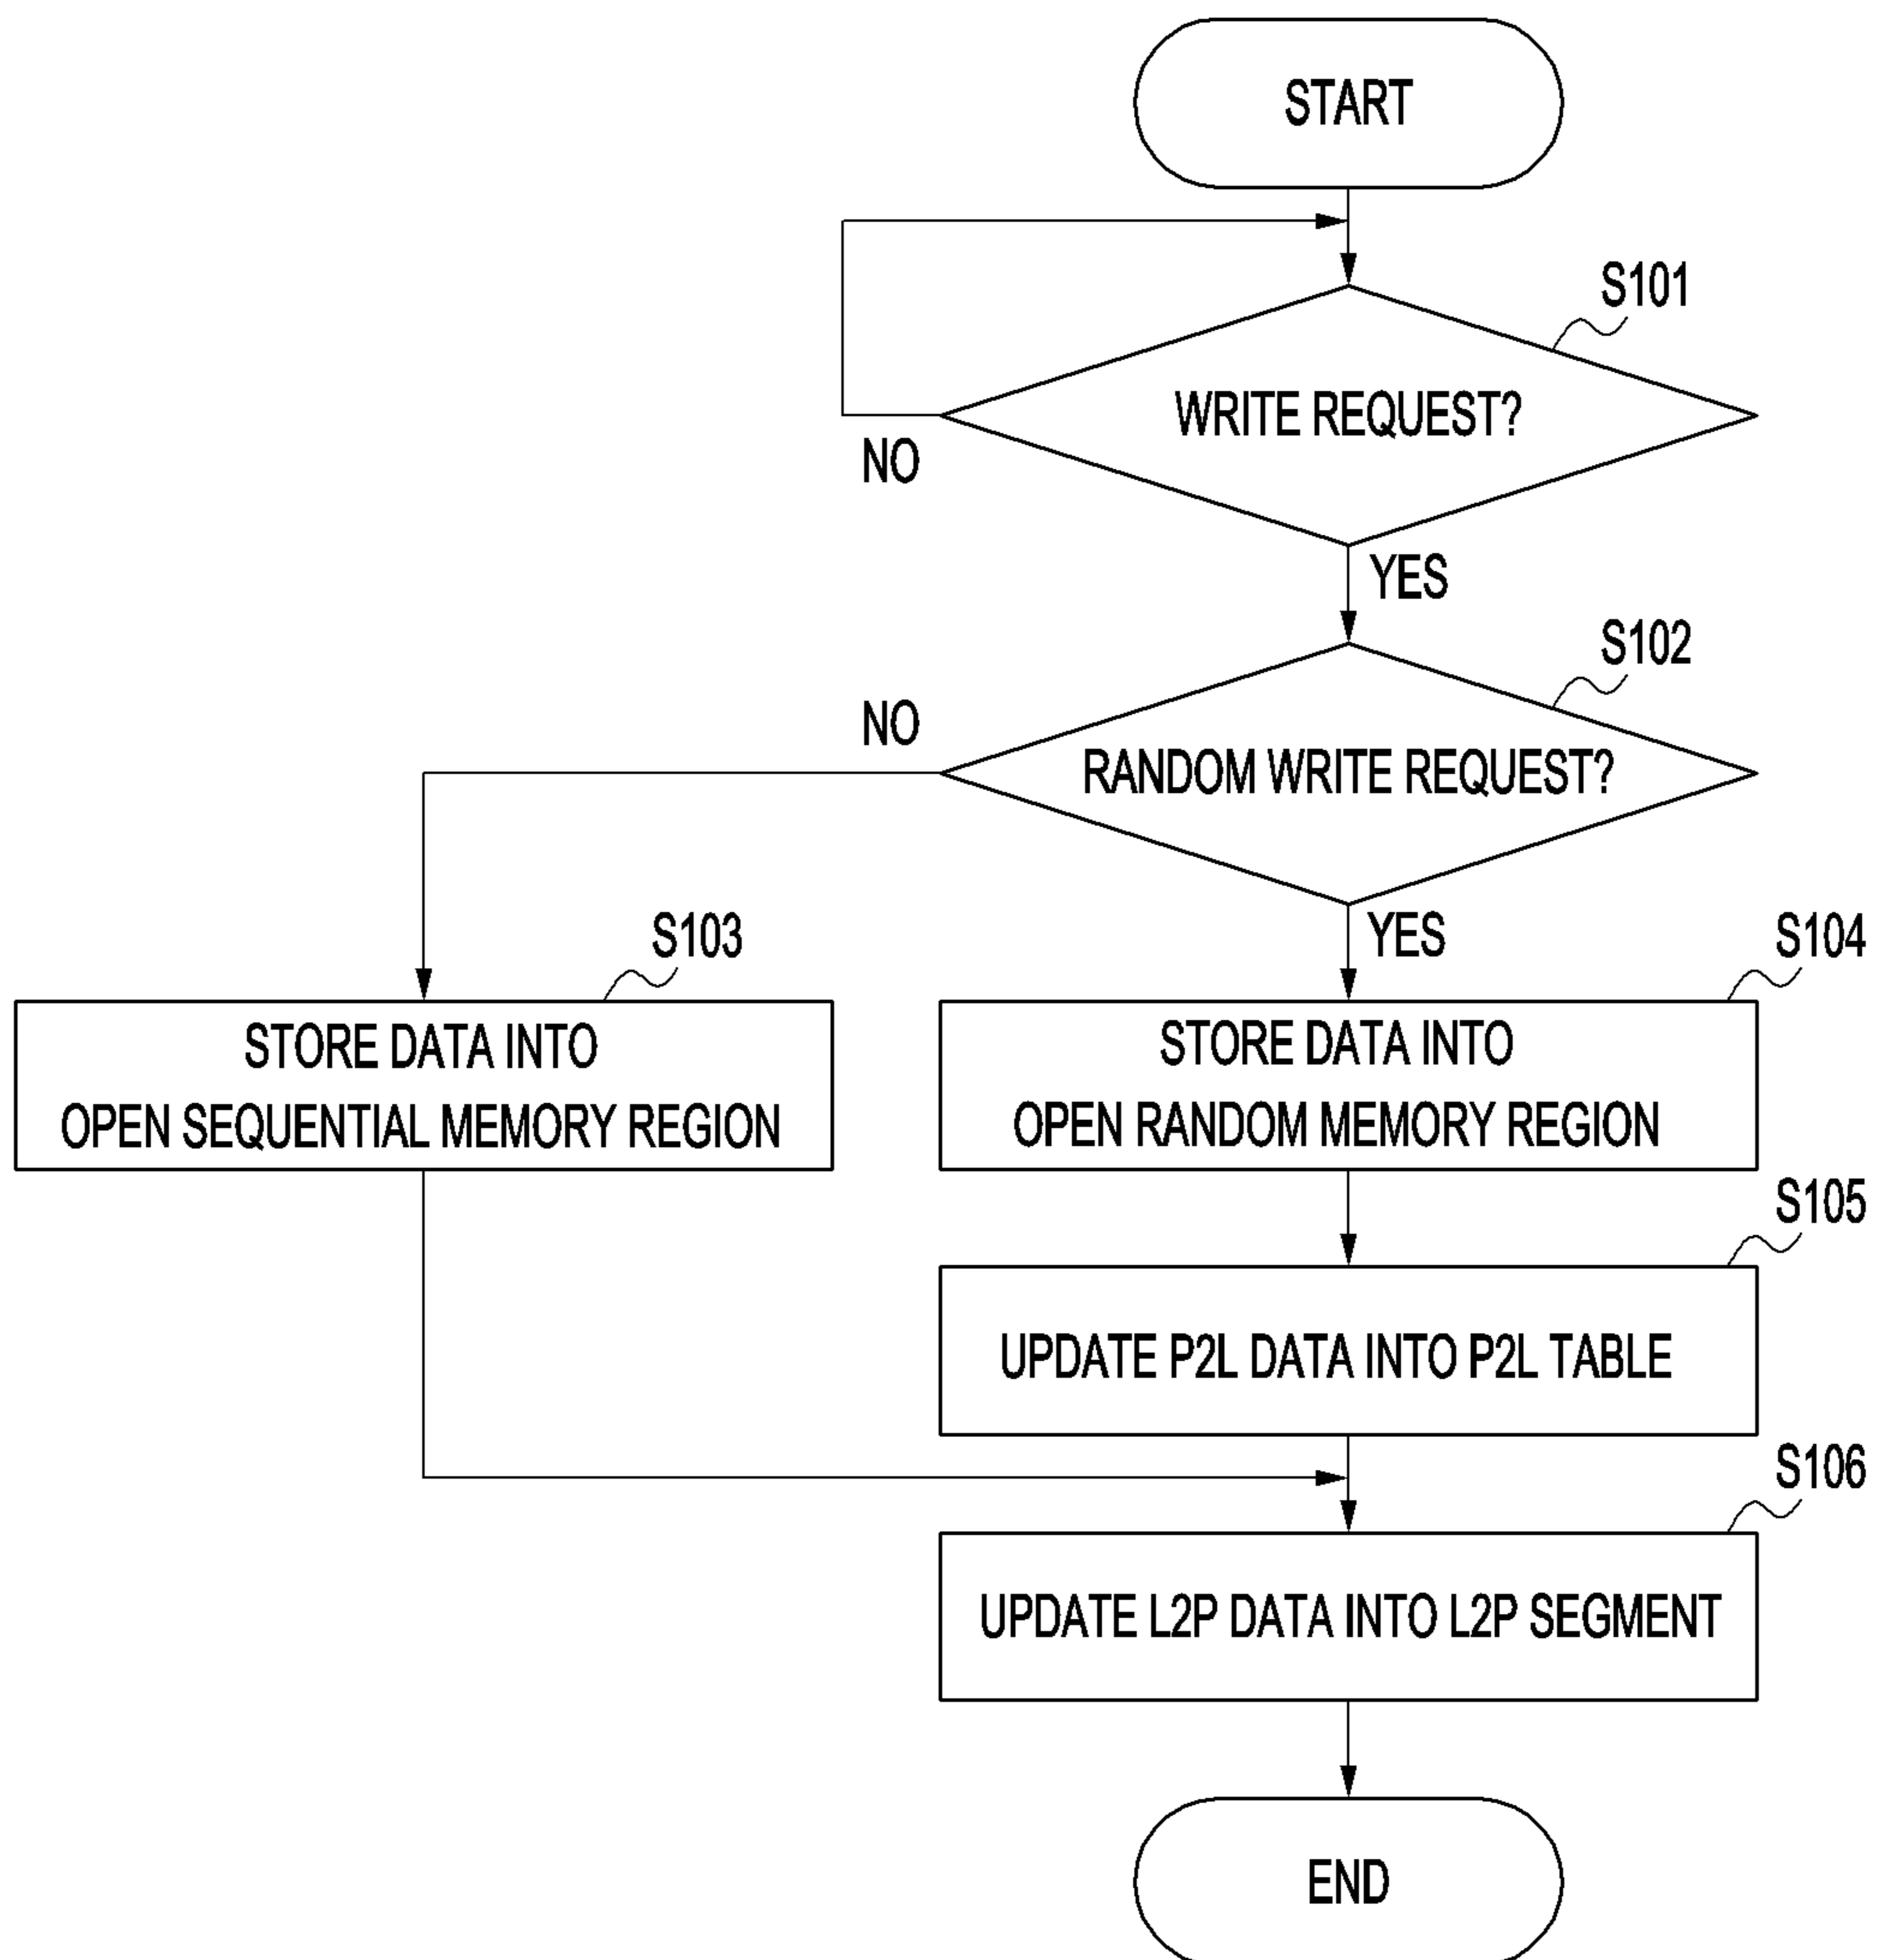 START
S101
WRITE REQUEST?
NO
YES
S102
NO
RANDOM WRITE REQUEST?
YES
S103
STORE DATA INTO
OPEN SEQUENTIAL MEMORY REGION
S104
STORE DATA INTO
OPEN RANDOM MEMORY REGION
S105
UPDATE P2L DATA INTO P2L TABLE
S106
UPDATE L2P DATA INTO L2P SEGMENT
END